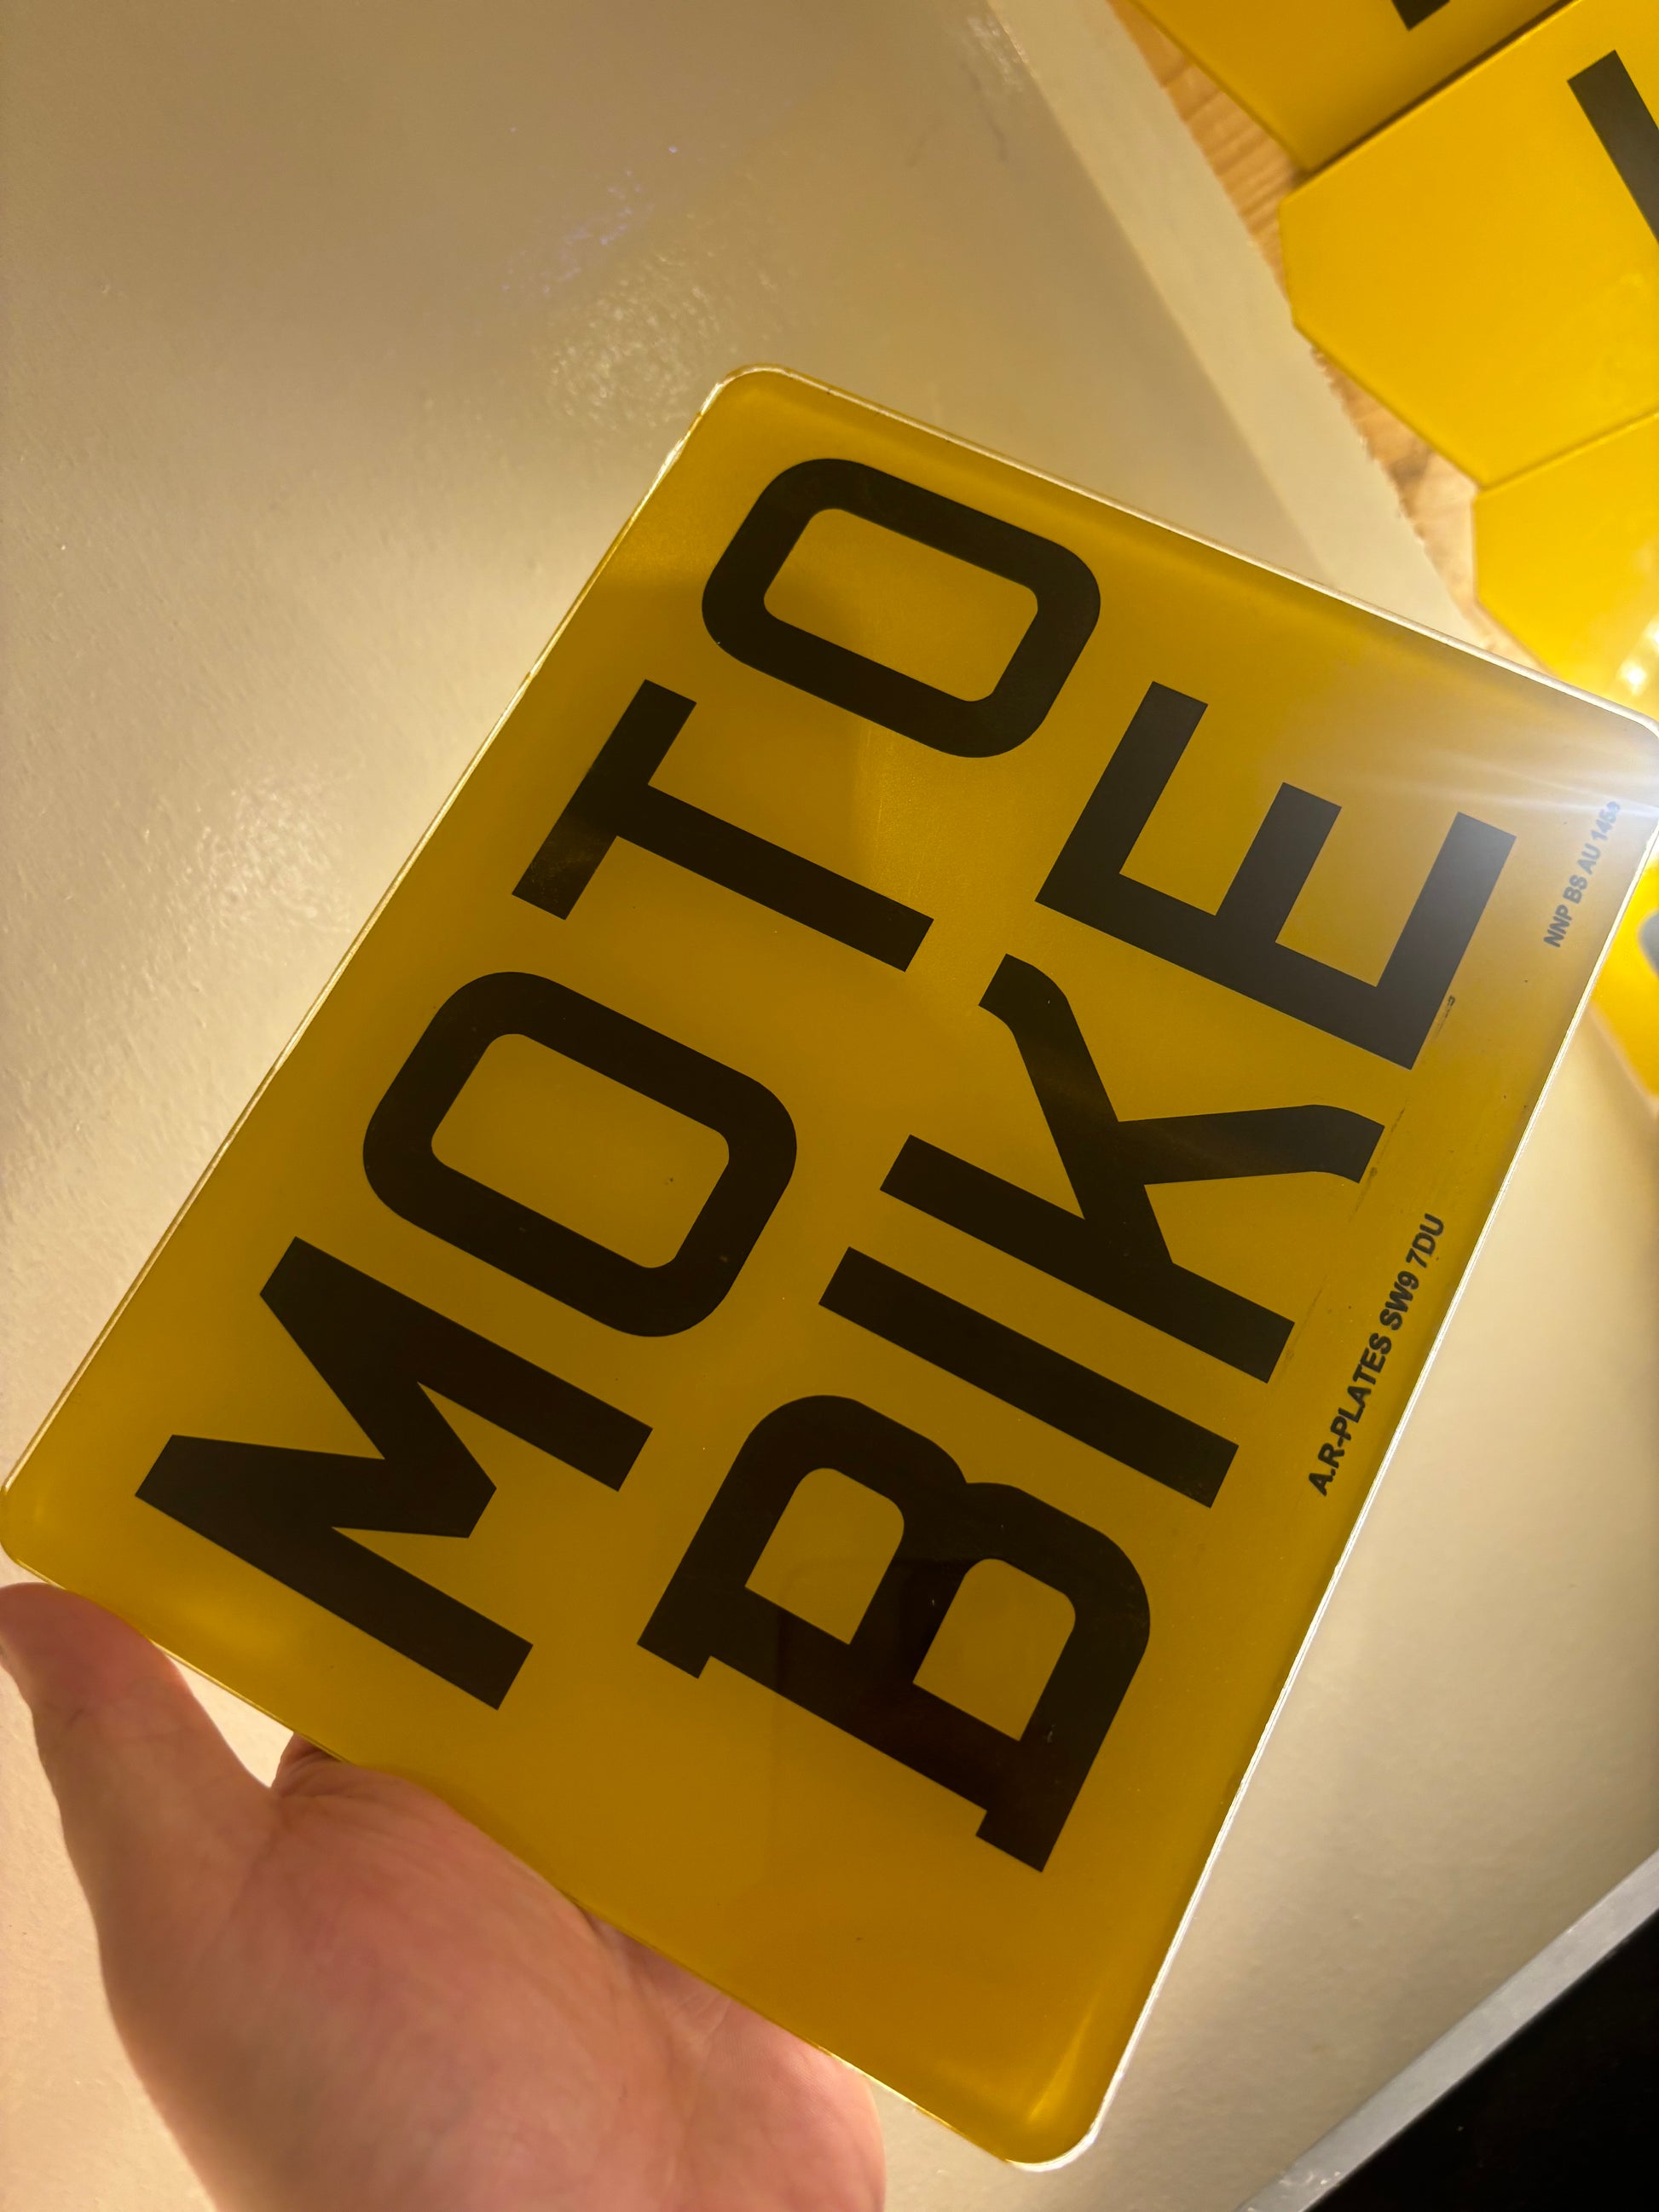 MOTO
BIKE
A.R-PLATES SW9 7DU
NNP BS AU 145e